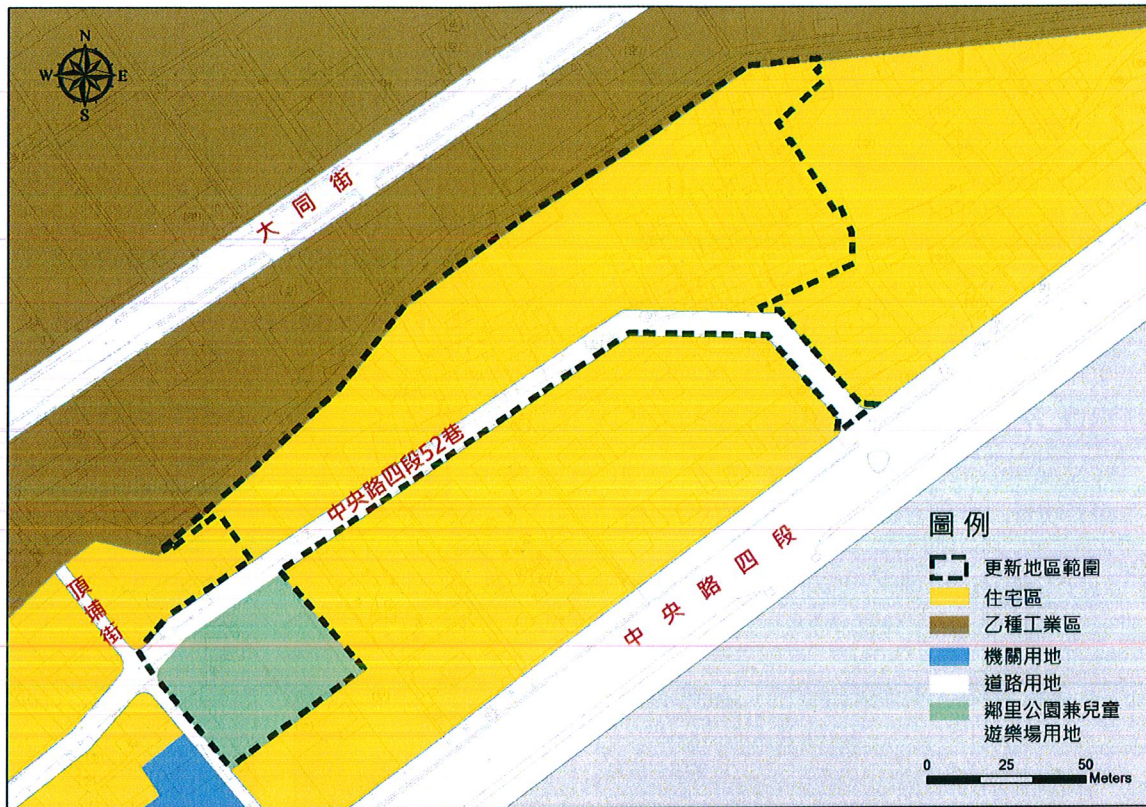 N
W E
S
大同街
中央路四段52巷
頂埔街
中央路四段
圖例
更新地區範圍
住宅區
乙種工業區
機關用地
道路用地
鄰里公園兼兒童
遊樂場用地
0 25 50
Meters